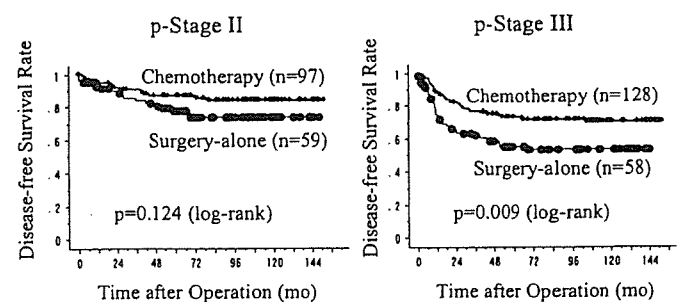 p-Stage II
Disease-free Survival Rate
1
.8
.6
.4
.2
0
Chemotherapy (n=97)
Surgery-alone (n=59)
p=0.124 (log-rank)
0 24 48 72 96 120 144
Time after Operation (mo)
p-Stage III
Disease-free Survival Rate
1
.8
.6
.4
.2
0
Chemotherapy (n=128)
Surgery-alone (n=58)
p=0.009 (log-rank)
0 24 48 72 96 120 144
Time after Operation (mo)